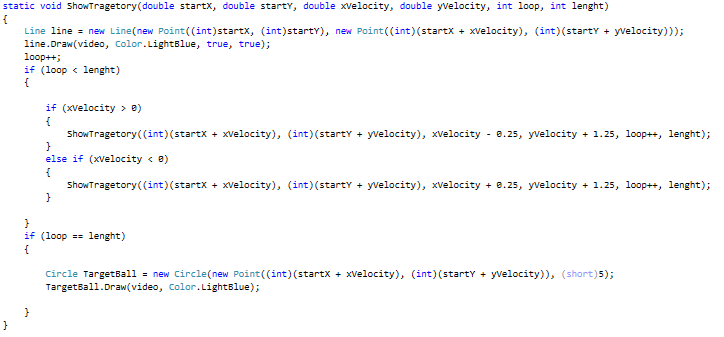 static void ShowTragetory(double startX, double startY, double xVelocity, double yVelocity, int loop, int lenght)
{
Line line = new Line(new Point((int)startX, (int)startY), new Point((int)(startX + xVelocity), (int)(startY + yVelocity)));
line.Draw(video, Color.LightBlue, true, true);
loop++;
if (loop < lenght)
{
if (xVelocity > 0)
{
ShowTragetory((int)(startX + xVelocity), (int)(startY + yVelocity), xVelocity - 0.25, yVelocity + 1.25, loop++, lenght);
}
else if (xVelocity < 0)
{
ShowTragetory((int)(startX + xVelocity), (int)(startY + yVelocity), xVelocity + 0.25, yVelocity + 1.25, loop++, lenght);
}
}
if (loop == lenght)
{
Circle TargetBall = new Circle(new Point((int)(startX + xVelocity), (int)(startY + yVelocity)), (short)5);
TargetBall.Draw(video, Color.LightBlue);
}
}